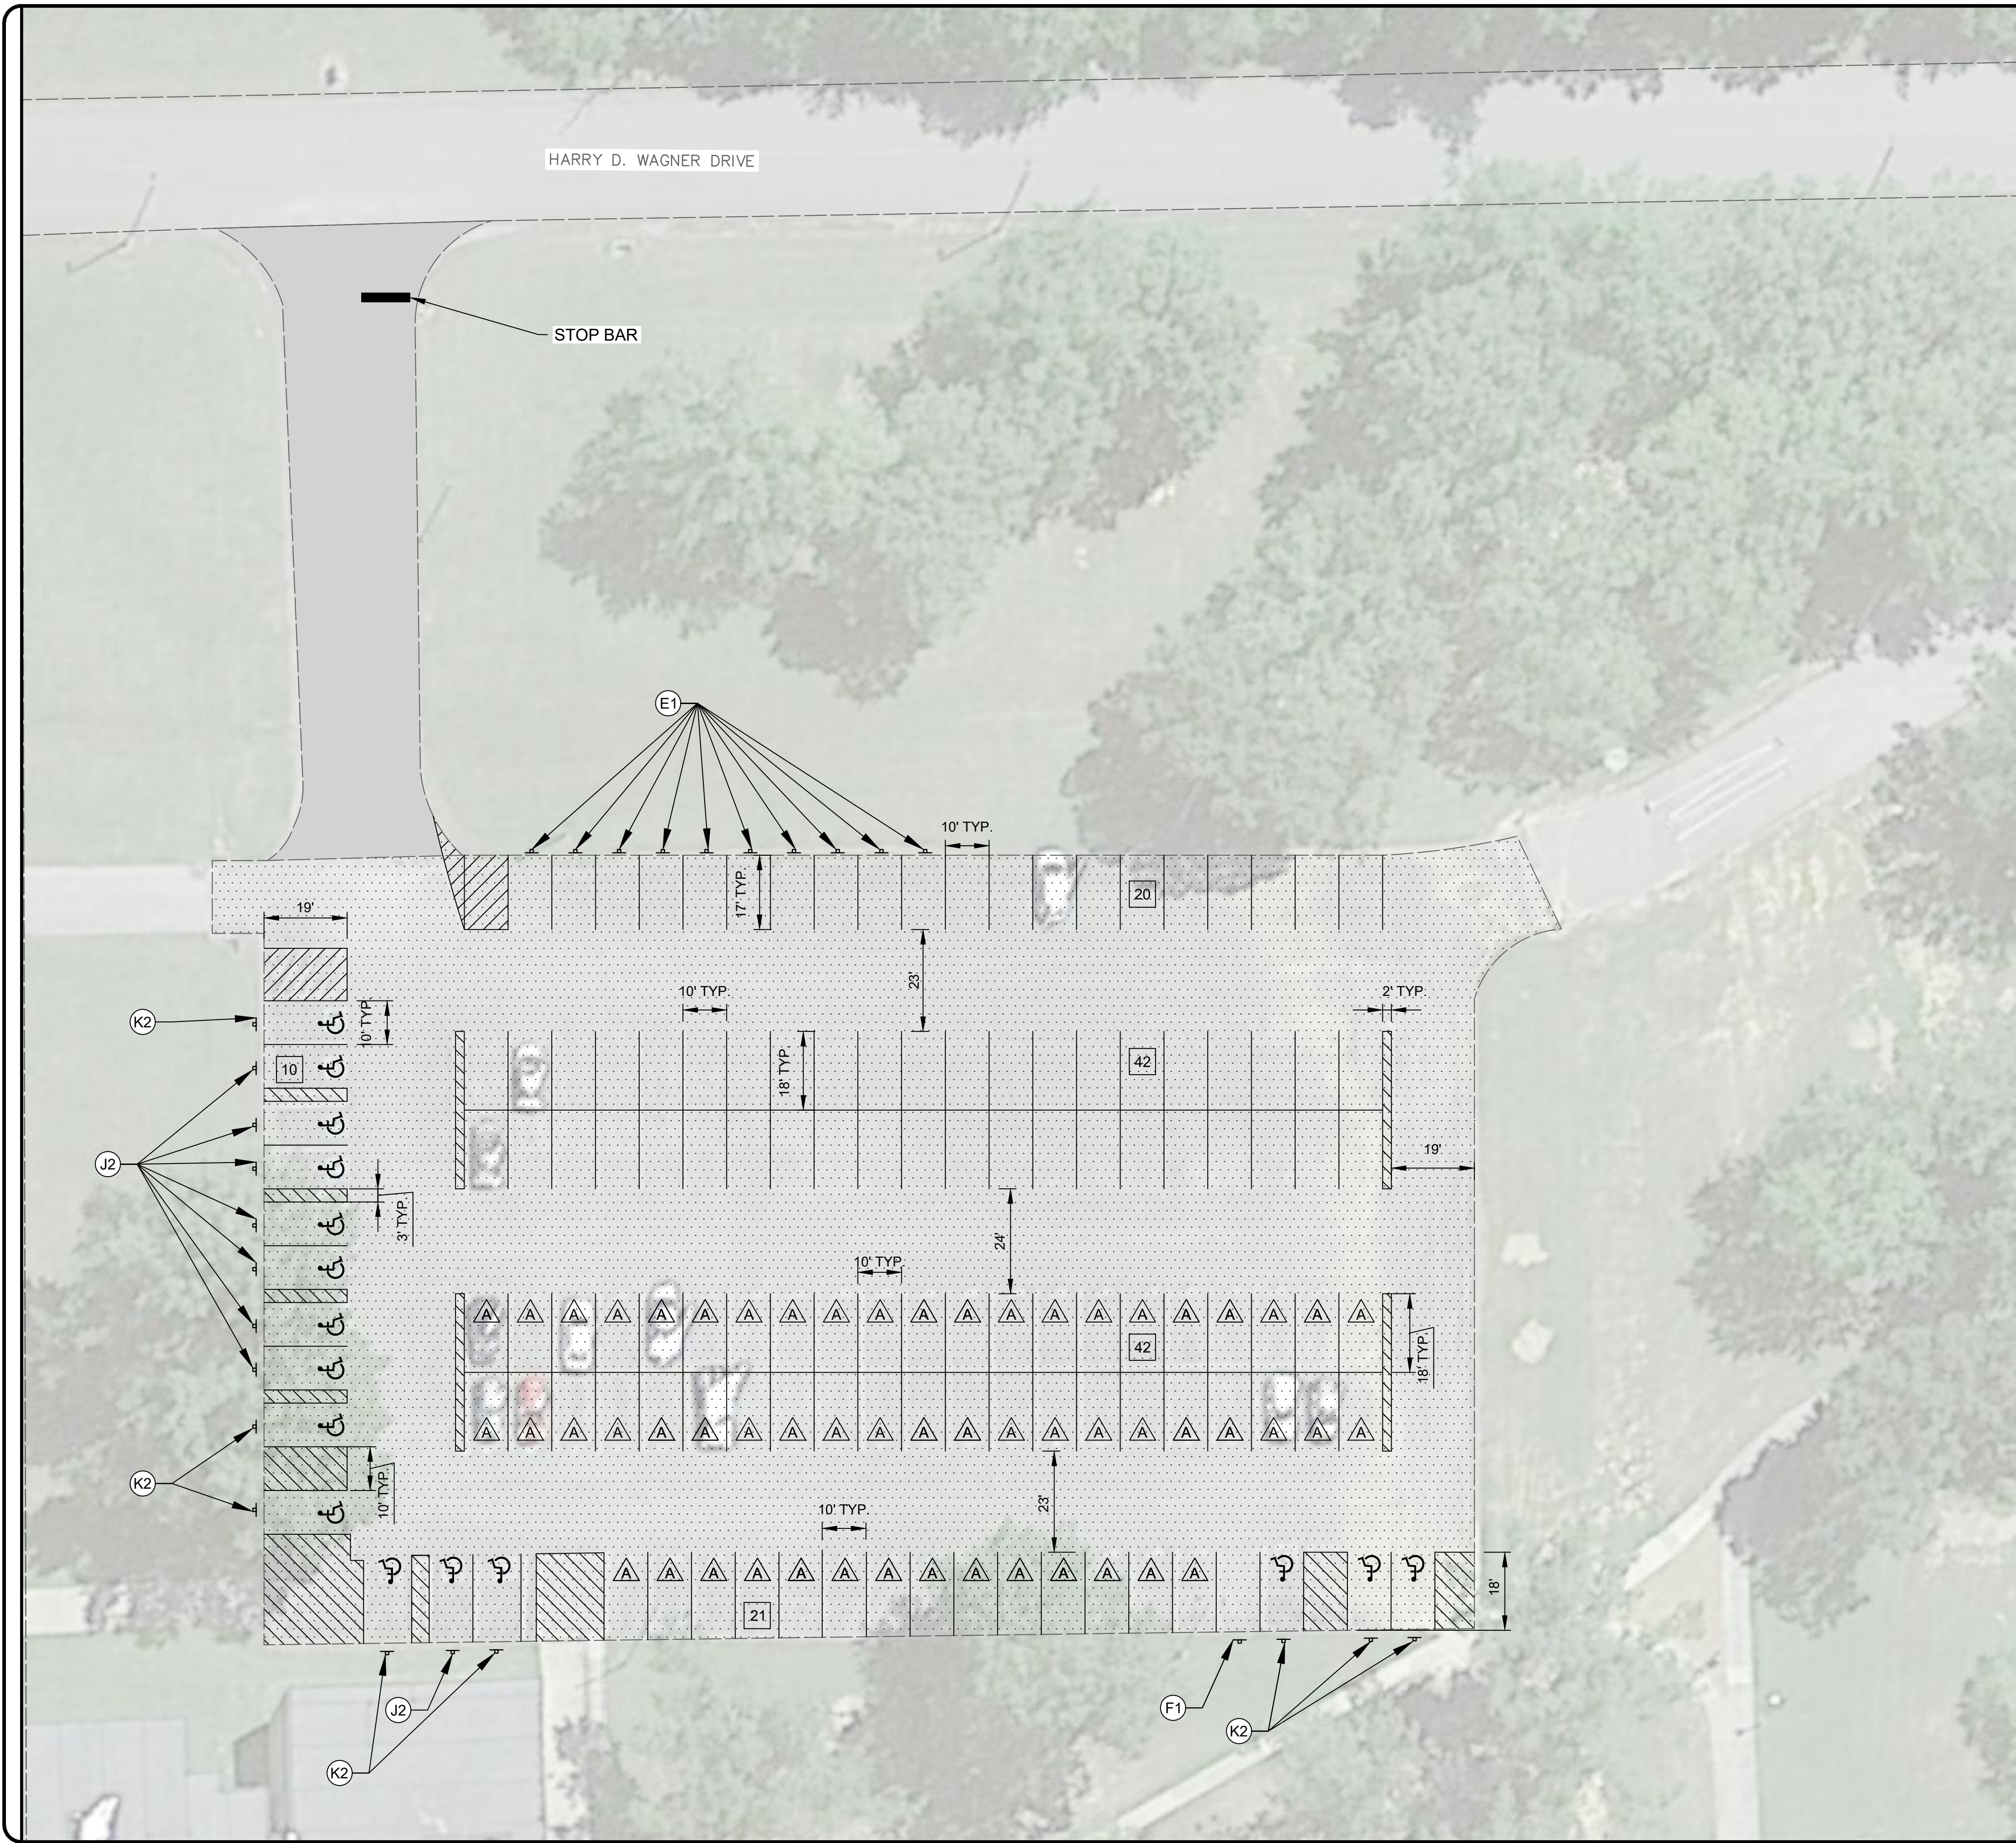 HARRY D. WAGNER DRIVE
STOP BAR
E1
10' TYP.
17' TYP.
20
19'
23'
K2
10' TYP.
10' TYP.
2' TYP.
10
18' TYP.
42
J2
19'
3' TYP.
24'
10' TYP.
A A A A A A A A A A A A A A A A A A A A A
42
18' TYP.
A A A A A A A A A A A A A A A A A A A A A
K2
10' TYP.
23'
10' TYP.
A A A A A A A A A A A A A A
18'
21
J2
F1
K2
K2